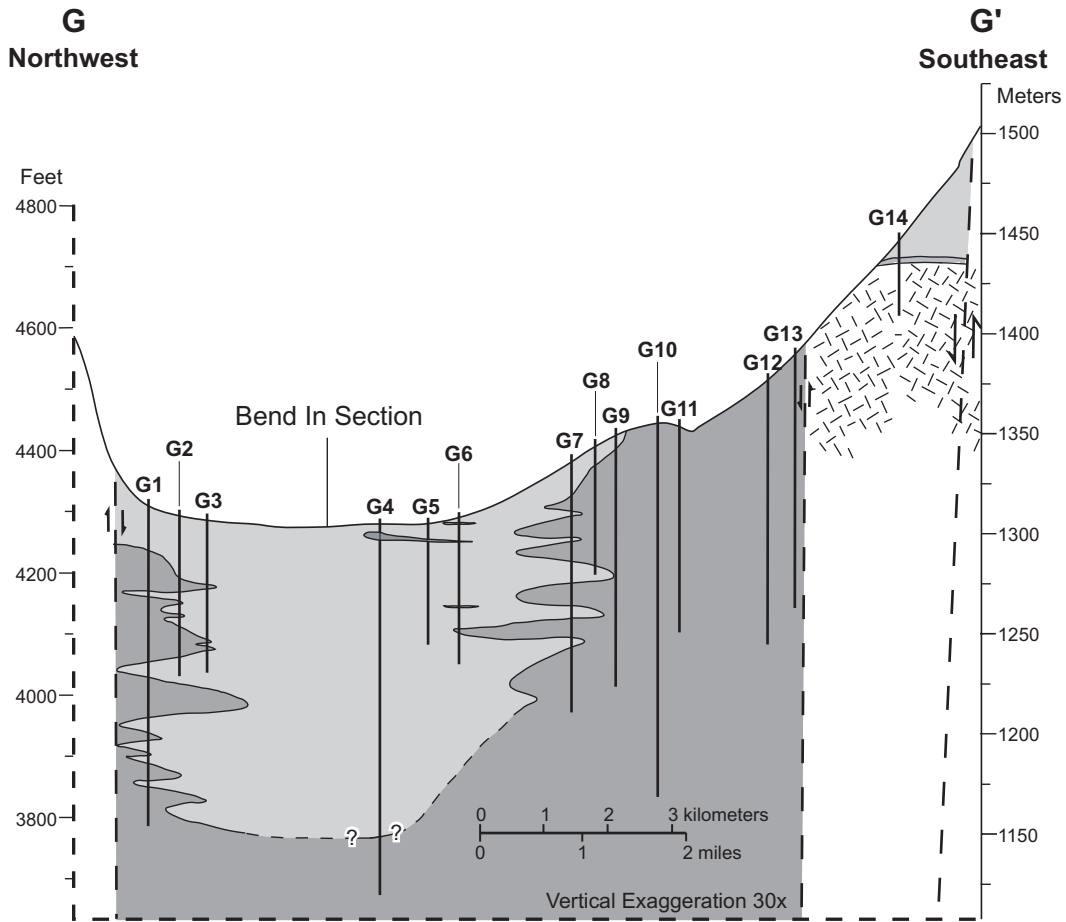 G
Northwest
G'
Southeast
Meters
1500
Feet
4800
G14
1450
4600
1400
G13
G10
G12
G8
Bend In Section
G9
G11
4400
1350
G2
G7
G6
G1
G3
G4
G5
1300
4200
1250
4000
1200
0 1 2 3 kilometers
3800
? ?
1150
0 1 2 miles
Vertical Exaggeration 30x